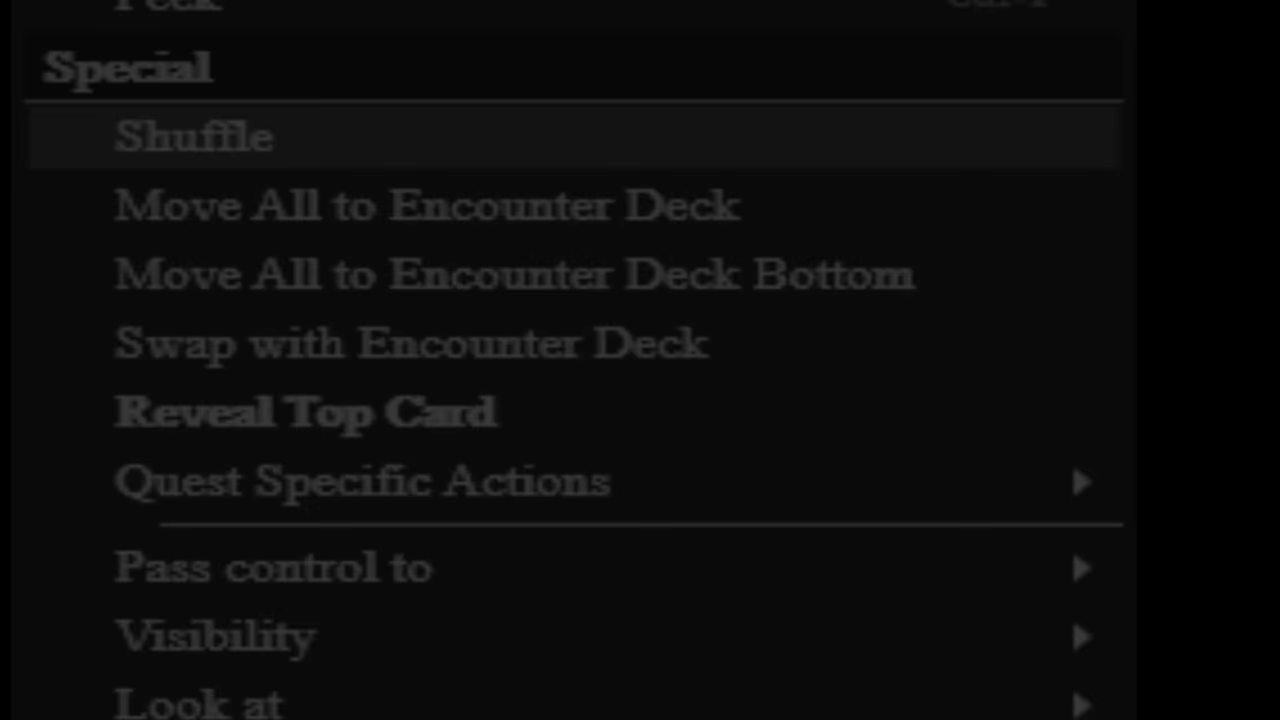 Peek
Special
Shuffle
Move All to Encounter Deck
Move All to Encounter Deck Bottom
Swap with Encounter Deck
Reveal Top Card
Quest Specific Actions
Pass control to
Visibility
Look at